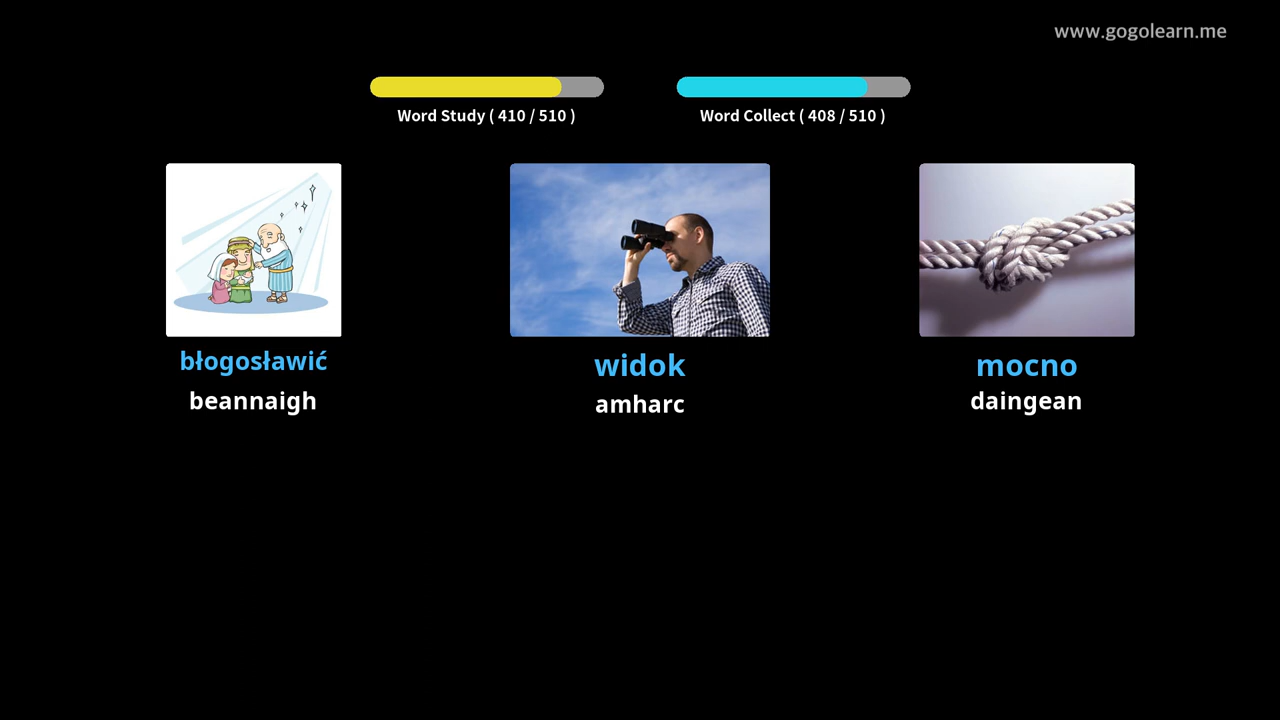 www.gogolearn.me
Word Study ( 410 / 510 )
Word Collect ( 408 / 510 )
błogosławić
beannaigh
widok
amharc
mocno
daingean